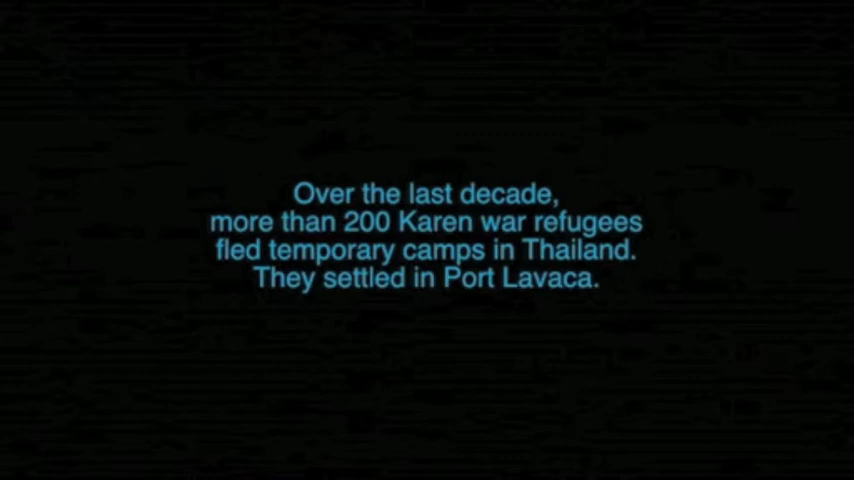 Over the last decade,
more than 200 Karen war refugees
fled temporary camps in Thailand.
They settled in Port Lavaca.